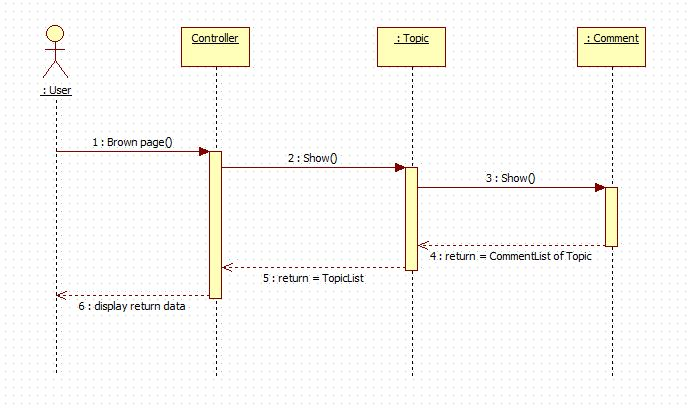 Controller
: Topic
: Comment
: User
1 : Brown page()
2 : Show()
3 : Show()
4 : return = CommentList of Topic
5 : return = TopicList
6 : display return data